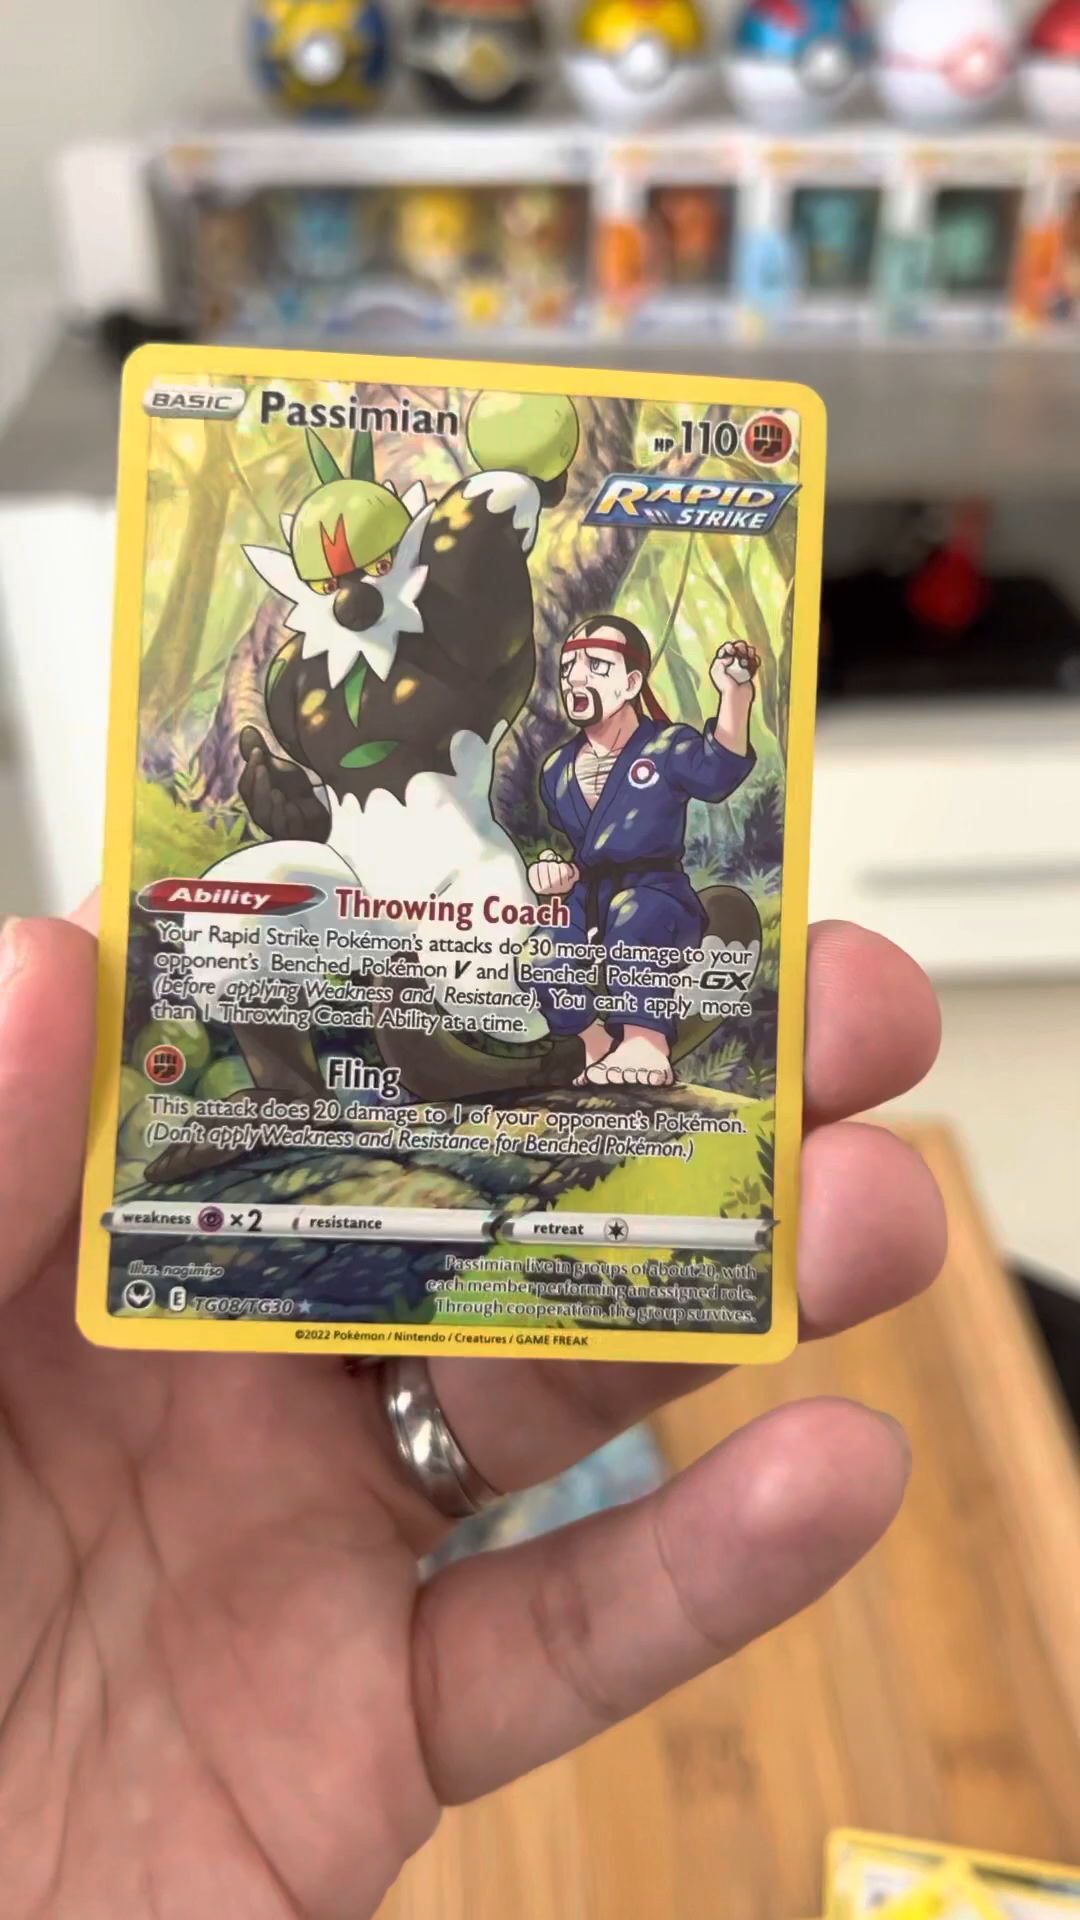 BASIC Passimian HP 110
RAPID
STRIKE
Ability Throwing Coach
Your Rapid Strike Pokémon's attacks do 30 more damage to your
opponent's Benched Pokémon V and Benched Pokémon-GX
(before applying Weakness and Resistance). You can't apply more
than 1 Throwing Coach Ability at a time.
Fling
This attack does 20 damage to 1 of your opponent's Pokémon.
(Don't apply Weakness and Resistance for Benched Pokémon.)
weakness ×2 resistance retreat
Illus. nagimiso
E TG08/TG30
Passimian live in groups of about 20, with
each member performing an assigned role.
Through cooperation, the group survives.
©2022 Pokémon / Nintendo / Creatures / GAME FREAK